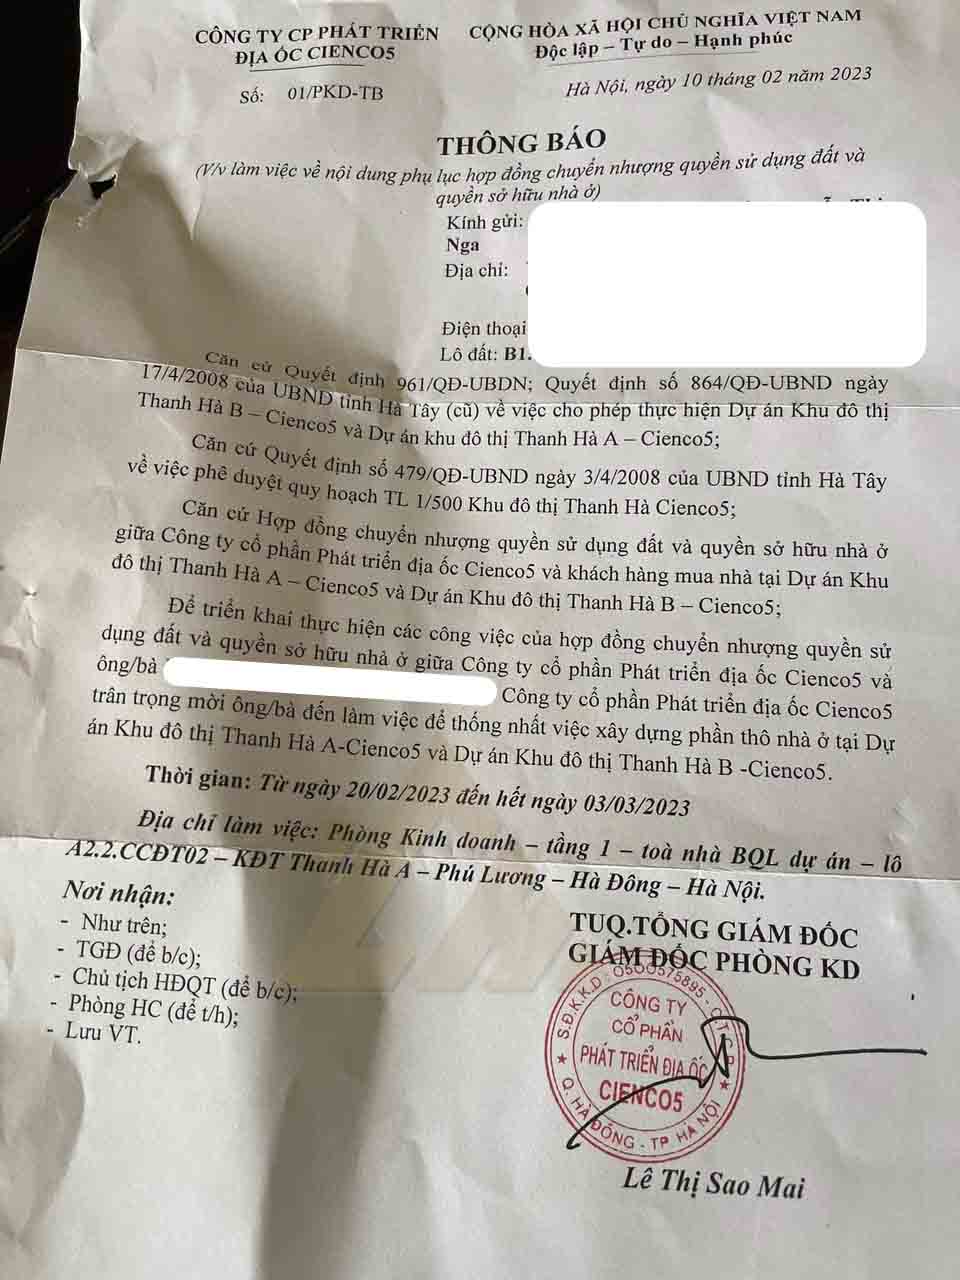 CÔNG TY CP PHÁT TRIỂN
ĐỊA ỐC CIENCO5
Số: 01/PKD-TB
CỘNG HÒA XÃ HỘI CHỦ NGHĨA VIỆT NAM
Độc lập – Tự do – Hạnh phúc
Hà Nội, ngày 10 tháng 02 năm 2023
THÔNG BÁO
(V/v làm việc về nội dung phụ lục hợp đồng chuyển nhượng quyền sử dụng đất và
quyền sở hữu nhà ở)
Kính gửi:
Nga
Địa chỉ:
Điện thoại
Lô đất: B1.
Căn cứ Quyết định 961/QĐ-UBDN; Quyết định số 864/QĐ-UBND ngày
17/4/2008 của UBND tỉnh Hà Tây (cũ) về việc cho phép thực hiện Dự án Khu đô thị
Thanh Hà B – Cienco5 và Dự án khu đô thị Thanh Hà A – Cienco5;
Căn cứ Quyết định số 479/QĐ-UBND ngày 3/4/2008 của UBND tỉnh Hà Tây
về việc phê duyệt quy hoạch TL 1/500 Khu đô thị Thanh Hà Cienco5;
Căn cứ Hợp đồng chuyển nhượng quyền sử dụng đất và quyền sở hữu nhà ở
giữa Công ty cổ phần Phát triển địa ốc Cienco5 và khách hàng mua nhà tại Dự án Khu
đô thị Thanh Hà A – Cienco5 và Dự án Khu đô thị Thanh Hà B – Cienco5;
Để triển khai thực hiện các công việc của hợp đồng chuyển nhượng quyền sử
dụng đất và quyền sở hữu nhà ở giữa Công ty cổ phần Phát triển địa ốc Cienco5 và
ông/bà Công ty cổ phần Phát triển địa ốc Cienco5
trân trọng mời ông/bà đến làm việc để thống nhất việc xây dựng phần thô nhà ở tại Dự
án Khu đô thị Thanh Hà A-Cienco5 và Dự án Khu đô thị Thanh Hà B -Cienco5.
Thời gian: Từ ngày 20/02/2023 đến hết ngày 03/03/2023
Địa chỉ làm việc: Phòng Kinh doanh – tầng 1 – toà nhà BQL dự án – lô
A2.2.CCĐT02 – KĐT Thanh Hà A – Phú Lương – Hà Đông – Hà Nội.
Nơi nhận:
- Như trên;
- TGĐ (để b/c);
- Chủ tịch HĐQT (để b/c);
- Phòng HC (để t/h);
- Lưu VT.
TUQ.TỔNG GIÁM ĐỐC
GIÁM ĐỐC PHÒNG KD
S.Đ.K.K.D: 0500575895 - C.T.C.P
CÔNG TY
CỔ PHẦN
PHÁT TRIỂN ĐỊA ỐC
CIENCO5
Q. HÀ ĐÔNG - TP HÀ NỘI
Lê Thị Sao Mai